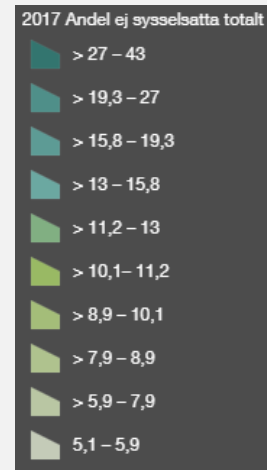 2017 Andel ej sysselsatta totalt
> 27 – 43
> 19,3 – 27
> 15,8 – 19,3
> 13 – 15,8
> 11,2 – 13
> 10,1– 11,2
> 8,9 – 10,1
> 7,9 – 8,9
> 5,9 – 7,9
5,1 – 5,9